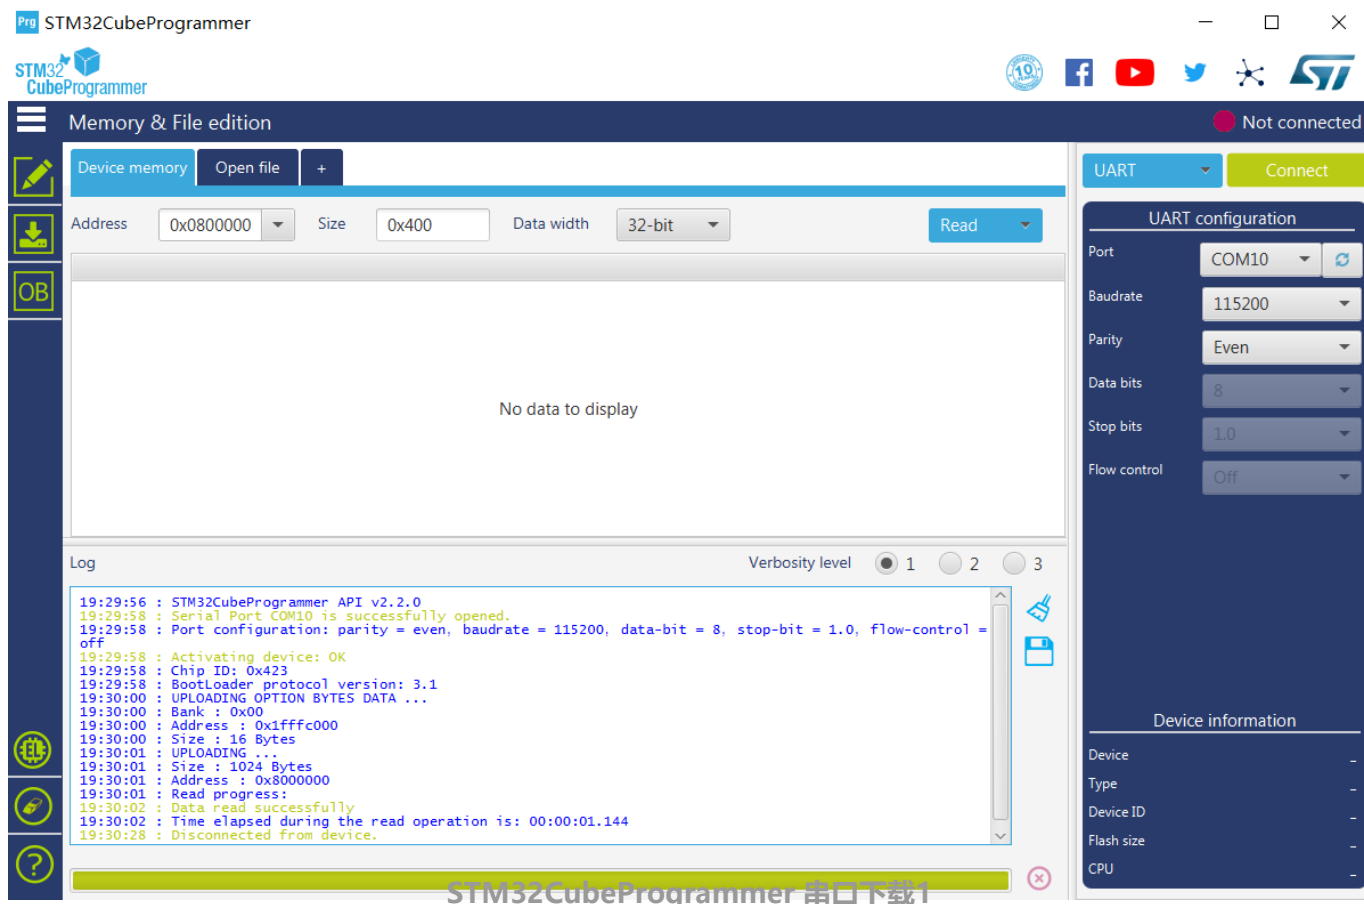 Prg STM32CubeProgrammer
STM32
CubeProgrammer
10
Memory & File edition
Not connected
Device memory
Open file
+
UART
Connect
Address
0x0800000
Size
0x400
Data width
32-bit
Read
UART configuration
Port
COM10
Baudrate
115200
Parity
Even
Data bits
8
Stop bits
1.0
Flow control
Off
OB
No data to display
Log
Verbosity level
1
2
3
19:29:56 : STM32CubeProgrammer API v2.2.0
19:29:58 : Serial Port COM10 is successfully opened.
19:29:58 : Port configuration: parity = even, baudrate = 115200, data-bit = 8, stop-bit = 1.0, flow-control =
off
19:29:58 : Activating device: OK
19:29:58 : Chip ID: 0x423
19:29:58 : BootLoader protocol version: 3.1
19:30:00 : UPLOADING OPTION BYTES DATA ...
19:30:00 : Bank : 0x00
19:30:00 : Address : 0x1fffc000
19:30:00 : Size : 16 Bytes
19:30:01 : UPLOADING ...
19:30:01 : Size : 1024 Bytes
19:30:01 : Address : 0x8000000
19:30:01 : Read progress:
19:30:02 : Data read successfully
19:30:02 : Time elapsed during the read operation is: 00:00:01.144
19:30:28 : Disconnected from device.
Device information
Device -
Type -
Device ID -
Flash size -
CPU -
STM32CubeProgrammer 串口下载1